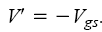 V′ = −V_gs.